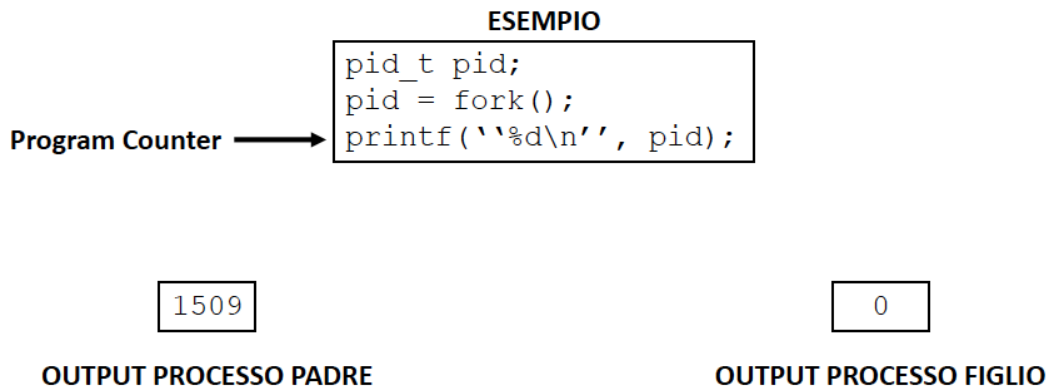 ESEMPIO
pid_t pid;
pid = fork();
Program Counter
printf(‘‘%d\n’’, pid);
1509
0
OUTPUT PROCESSO PADRE
OUTPUT PROCESSO FIGLIO